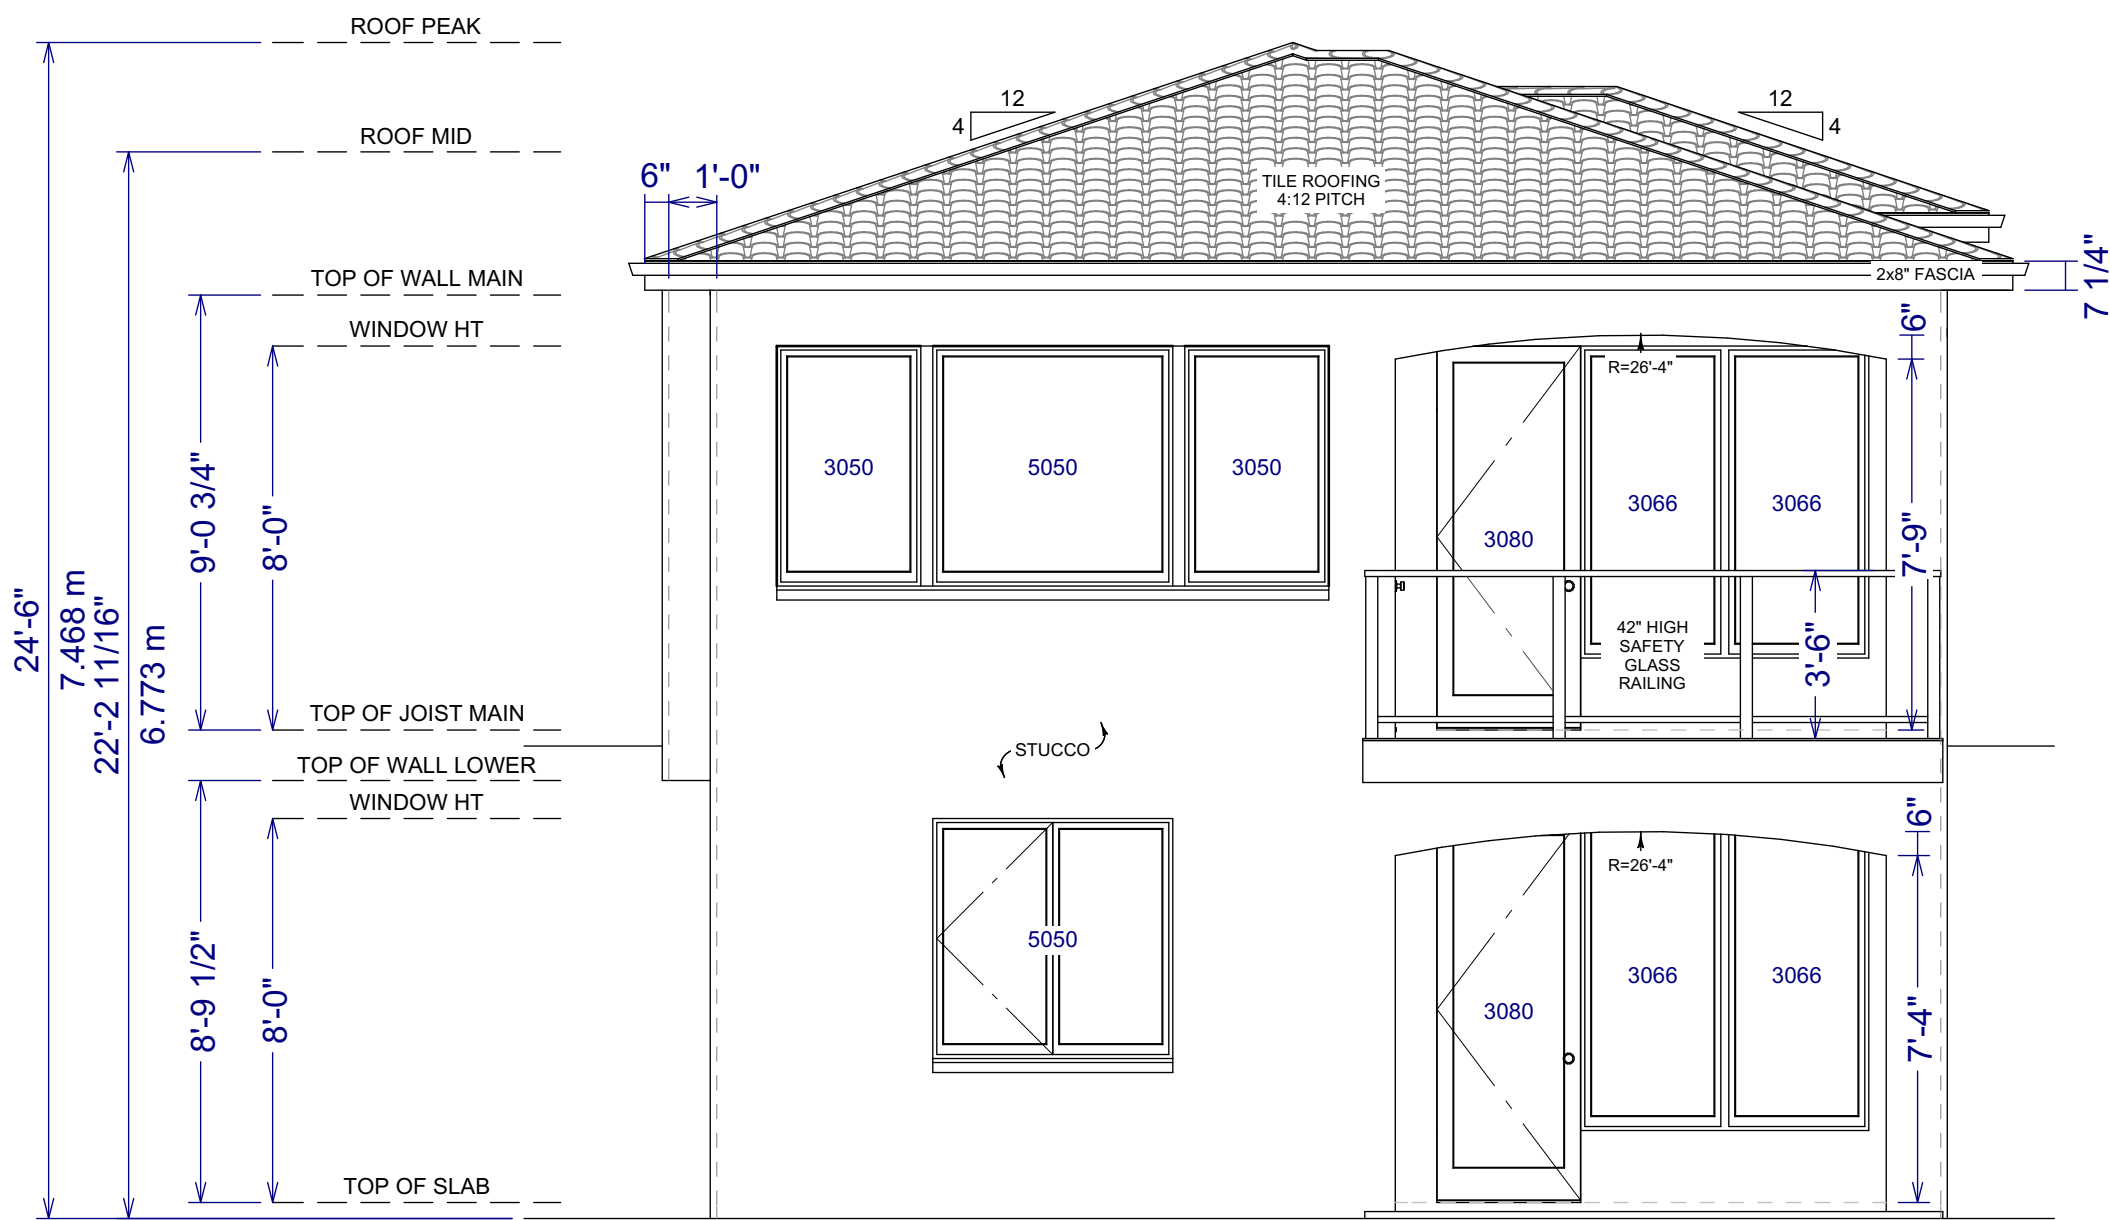 ROOF PEAK
12
12
4
4
ROOF MID
6" 1'-0"
TILE ROOFING
4:12 PITCH
TOP OF WALL MAIN
2x8" FASCIA
7 1/4"
WINDOW HT
6"
R=26'-4"
3050
5050
3050
3066
3066
3080
9'-0 3/4"
8'-0"
7'-9"
24'-6"
7.468 m
22'-2 11/16"
6.773 m
42" HIGH
SAFETY
GLASS
RAILING
3'-6"
TOP OF JOIST MAIN
STUCCO
TOP OF WALL LOWER
WINDOW HT
6"
R=26'-4"
5050
3066
3066
3080
8'-9 1/2"
8'-0"
7'-4"
TOP OF SLAB